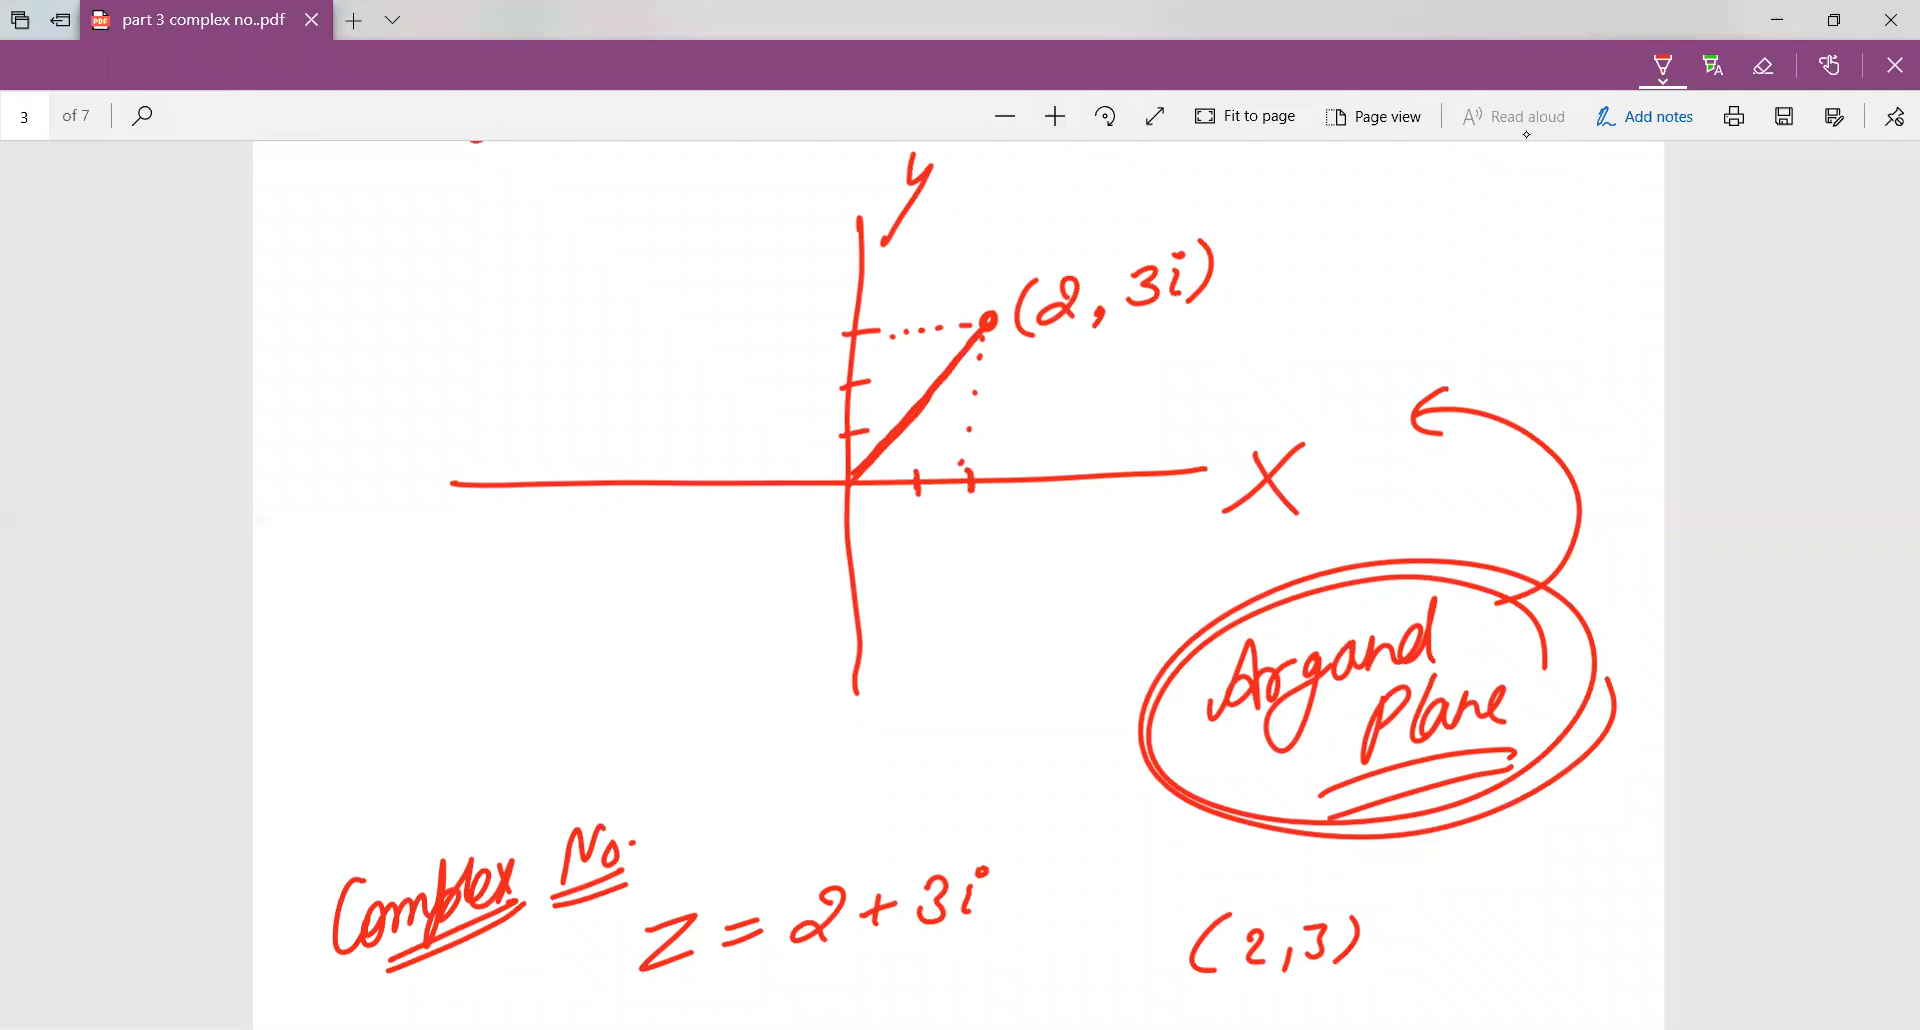 part 3 complex no..pdf
3 of 7
Fit to page
Page view
Read aloud
Add notes
y
(2, 3i)
X
Argand
Plane
Complex No.
Z = 2 + 3i
(2,3)